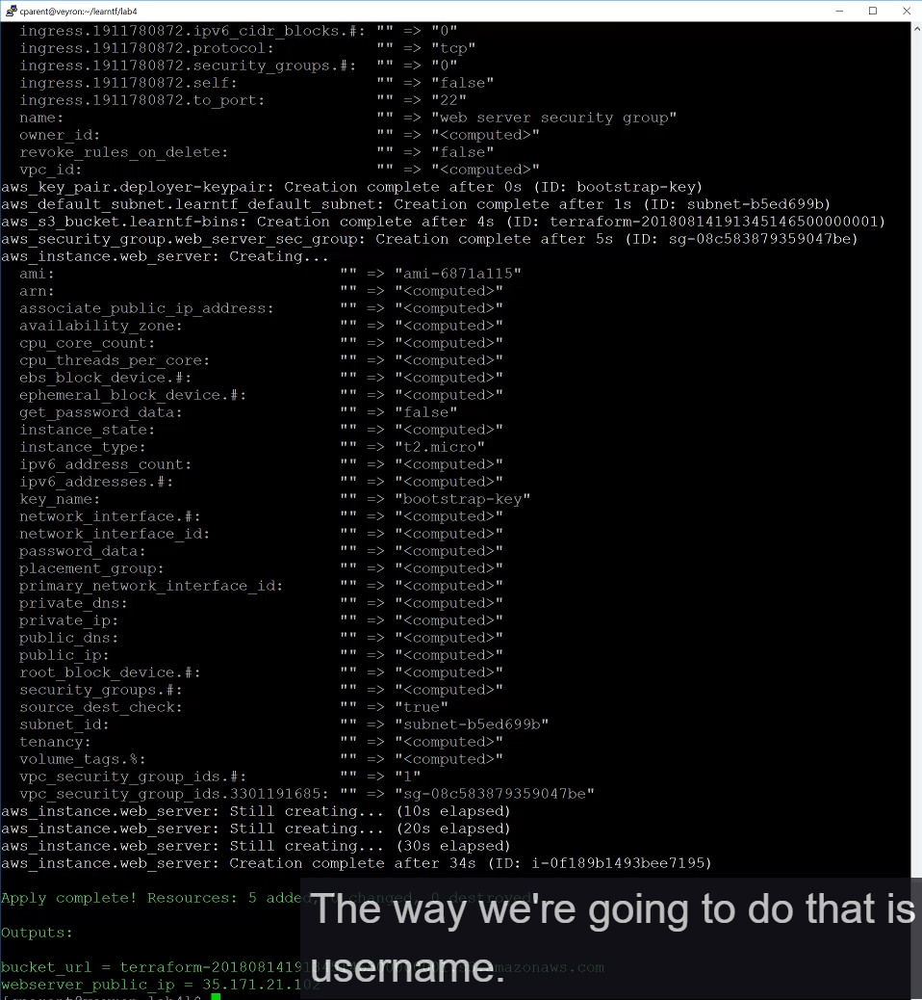 cparent@veyron:~/learntf/lab4
ingress.1911780872.ipv6_cidr_blocks.#: "" => "0"
ingress.1911780872.protocol: "" => "tcp"
ingress.1911780872.security_groups.#: "" => "0"
ingress.1911780872.self: "" => "false"
ingress.1911780872.to_port: "" => "22"
name: "" => "web server security group"
owner_id: "" => "<computed>"
revoke_rules_on_delete: "" => "false"
vpc_id: "" => "<computed>"
aws_key_pair.deployer-keypair: Creation complete after 0s (ID: bootstrap-key)
aws_default_subnet.learntf_default_subnet: Creation complete after 1s (ID: subnet-b5ed699b)
aws_s3_bucket.learntf-bins: Creation complete after 4s (ID: terraform-20180814191345146500000001)
aws_security_group.web_server_sec_group: Creation complete after 5s (ID: sg-08c583879359047be)
aws_instance.web_server: Creating...
ami: "" => "ami-6871a115"
arn: "" => "<computed>"
associate_public_ip_address: "" => "<computed>"
availability_zone: "" => "<computed>"
cpu_core_count: "" => "<computed>"
cpu_threads_per_core: "" => "<computed>"
ebs_block_device.#: "" => "<computed>"
ephemeral_block_device.#: "" => "<computed>"
get_password_data: "" => "false"
instance_state: "" => "<computed>"
instance_type: "" => "t2.micro"
ipv6_address_count: "" => "<computed>"
ipv6_addresses.#: "" => "<computed>"
key_name: "" => "bootstrap-key"
network_interface.#: "" => "<computed>"
network_interface_id: "" => "<computed>"
password_data: "" => "<computed>"
placement_group: "" => "<computed>"
primary_network_interface_id: "" => "<computed>"
private_dns: "" => "<computed>"
private_ip: "" => "<computed>"
public_dns: "" => "<computed>"
public_ip: "" => "<computed>"
root_block_device.#: "" => "<computed>"
security_groups.#: "" => "<computed>"
source_dest_check: "" => "true"
subnet_id: "" => "subnet-b5ed699b"
tenancy: "" => "<computed>"
volume_tags.%: "" => "<computed>"
vpc_security_group_ids.#: "" => "1"
vpc_security_group_ids.3301191685: "" => "sg-08c583879359047be"
aws_instance.web_server: Still creating... (10s elapsed)
aws_instance.web_server: Still creating... (20s elapsed)
aws_instance.web_server: Still creating... (30s elapsed)
aws_instance.web_server: Creation complete after 34s (ID: i-0f189b1493bee7195)
Apply complete! Resources: 5 added, 0 changed, 0 destroyed.
Outputs:
bucket_url =
webserver_public_ip = 35.171.21.102
The way we're going to do that is
username.